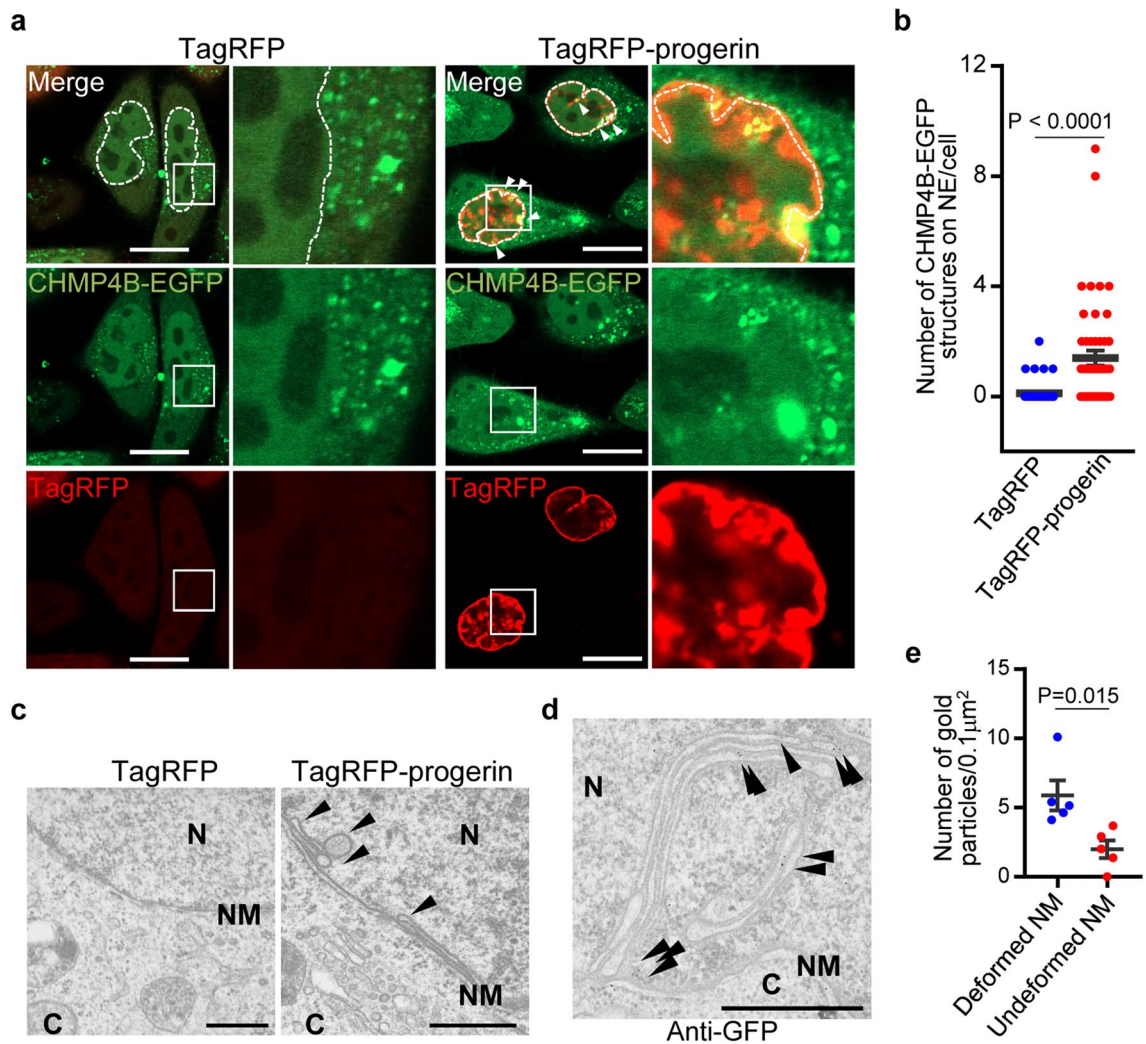 a
TagRFP
TagRFP-progerin
Merge
Merge
CHMP4B-EGFP
CHMP4B-EGFP
TagRFP
TagRFP
b
Number of CHMP4B-EGFP
structures on NE/cell
12
8
4
0
P < 0.0001
TagRFP
TagRFP-progerin
c
TagRFP
TagRFP-progerin
N
NM
C
N
NM
C
d
N
NM
C
Anti-GFP
e
Number of gold
particles/0.1µm²
15
10
5
0
P=0.015
Deformed NM
Undeformed NM